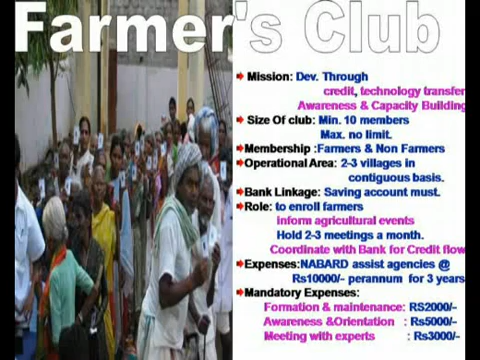 Farmer's Club
Mission: Dev. Through
credit, technology transfer
Awareness & Capacity Building
Size Of club: Min. 10 members
Max. no limit.
Membership :Farmers & Non Farmers
Operational Area: 2-3 villages in
contiguous basis.
Bank Linkage: Saving account must.
Role: to enroll farmers
inform agricultural events
Hold 2-3 meetings a month.
Coordinate with Bank for Credit flow
Expenses:NABARD assist agencies @
Rs10000/- perannum for 3 years
Mandatory Expenses:
Formation & maintenance: RS2000/-
Awareness &Orientation : Rs5000/-
Meeting with experts : Rs3000/-